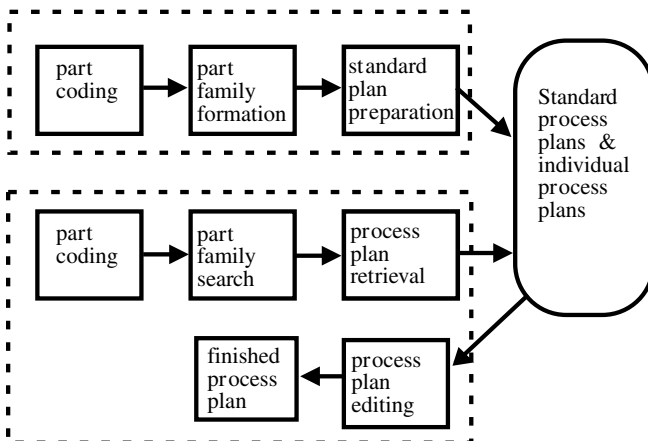 part
coding
part
family
formation
standard
plan
preparation
Standard
process
plans &
individual
process
plans
part
coding
part
family
search
process
plan
retrieval
finished
process
plan
process
plan
editing